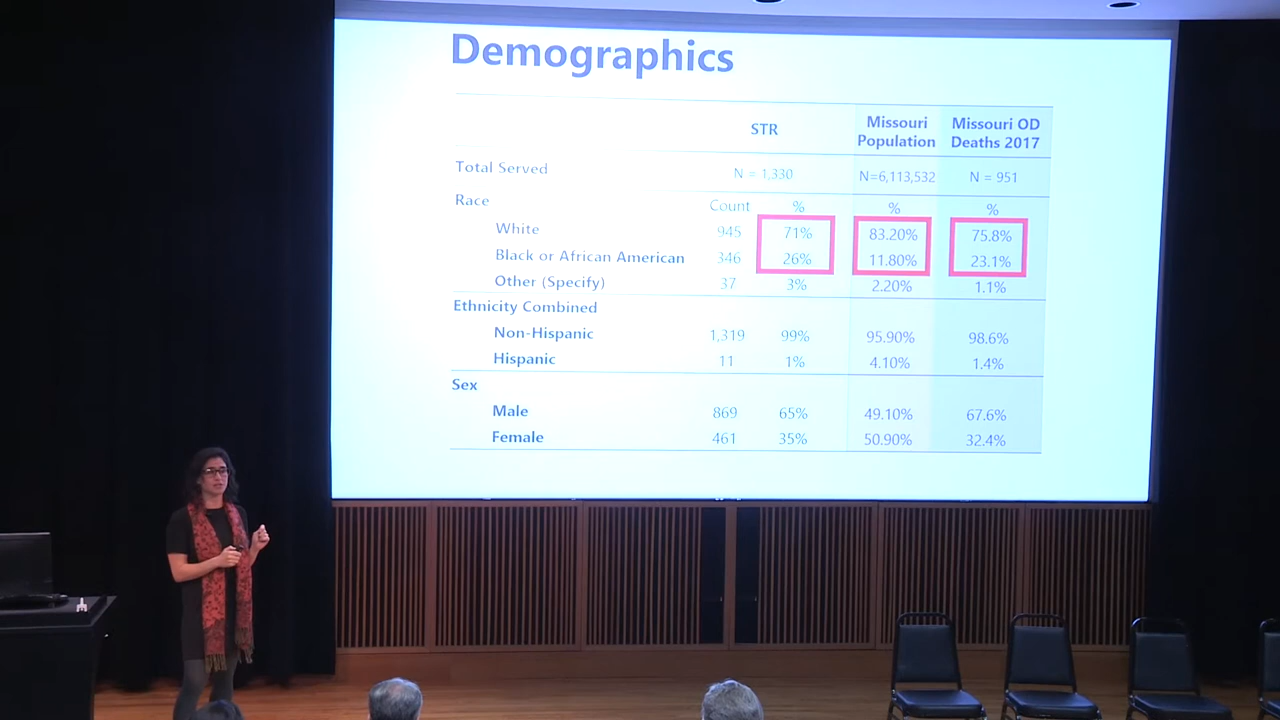 Demographics
STR Missouri Population Missouri OD Deaths 2017
Total Served N = 1,330 N=6,113,532 N = 951
Race Count % % %
White 945 71% 83.20% 75.8%
Black or African American 346 26% 11.80% 23.1%
Other (Specify) 37 3% 2.20% 1.1%
Ethnicity Combined
Non-Hispanic 1,319 99% 95.90% 98.6%
Hispanic 11 1% 4.10% 1.4%
Sex
Male 869 65% 49.10% 67.6%
Female 461 35% 50.90% 32.4%